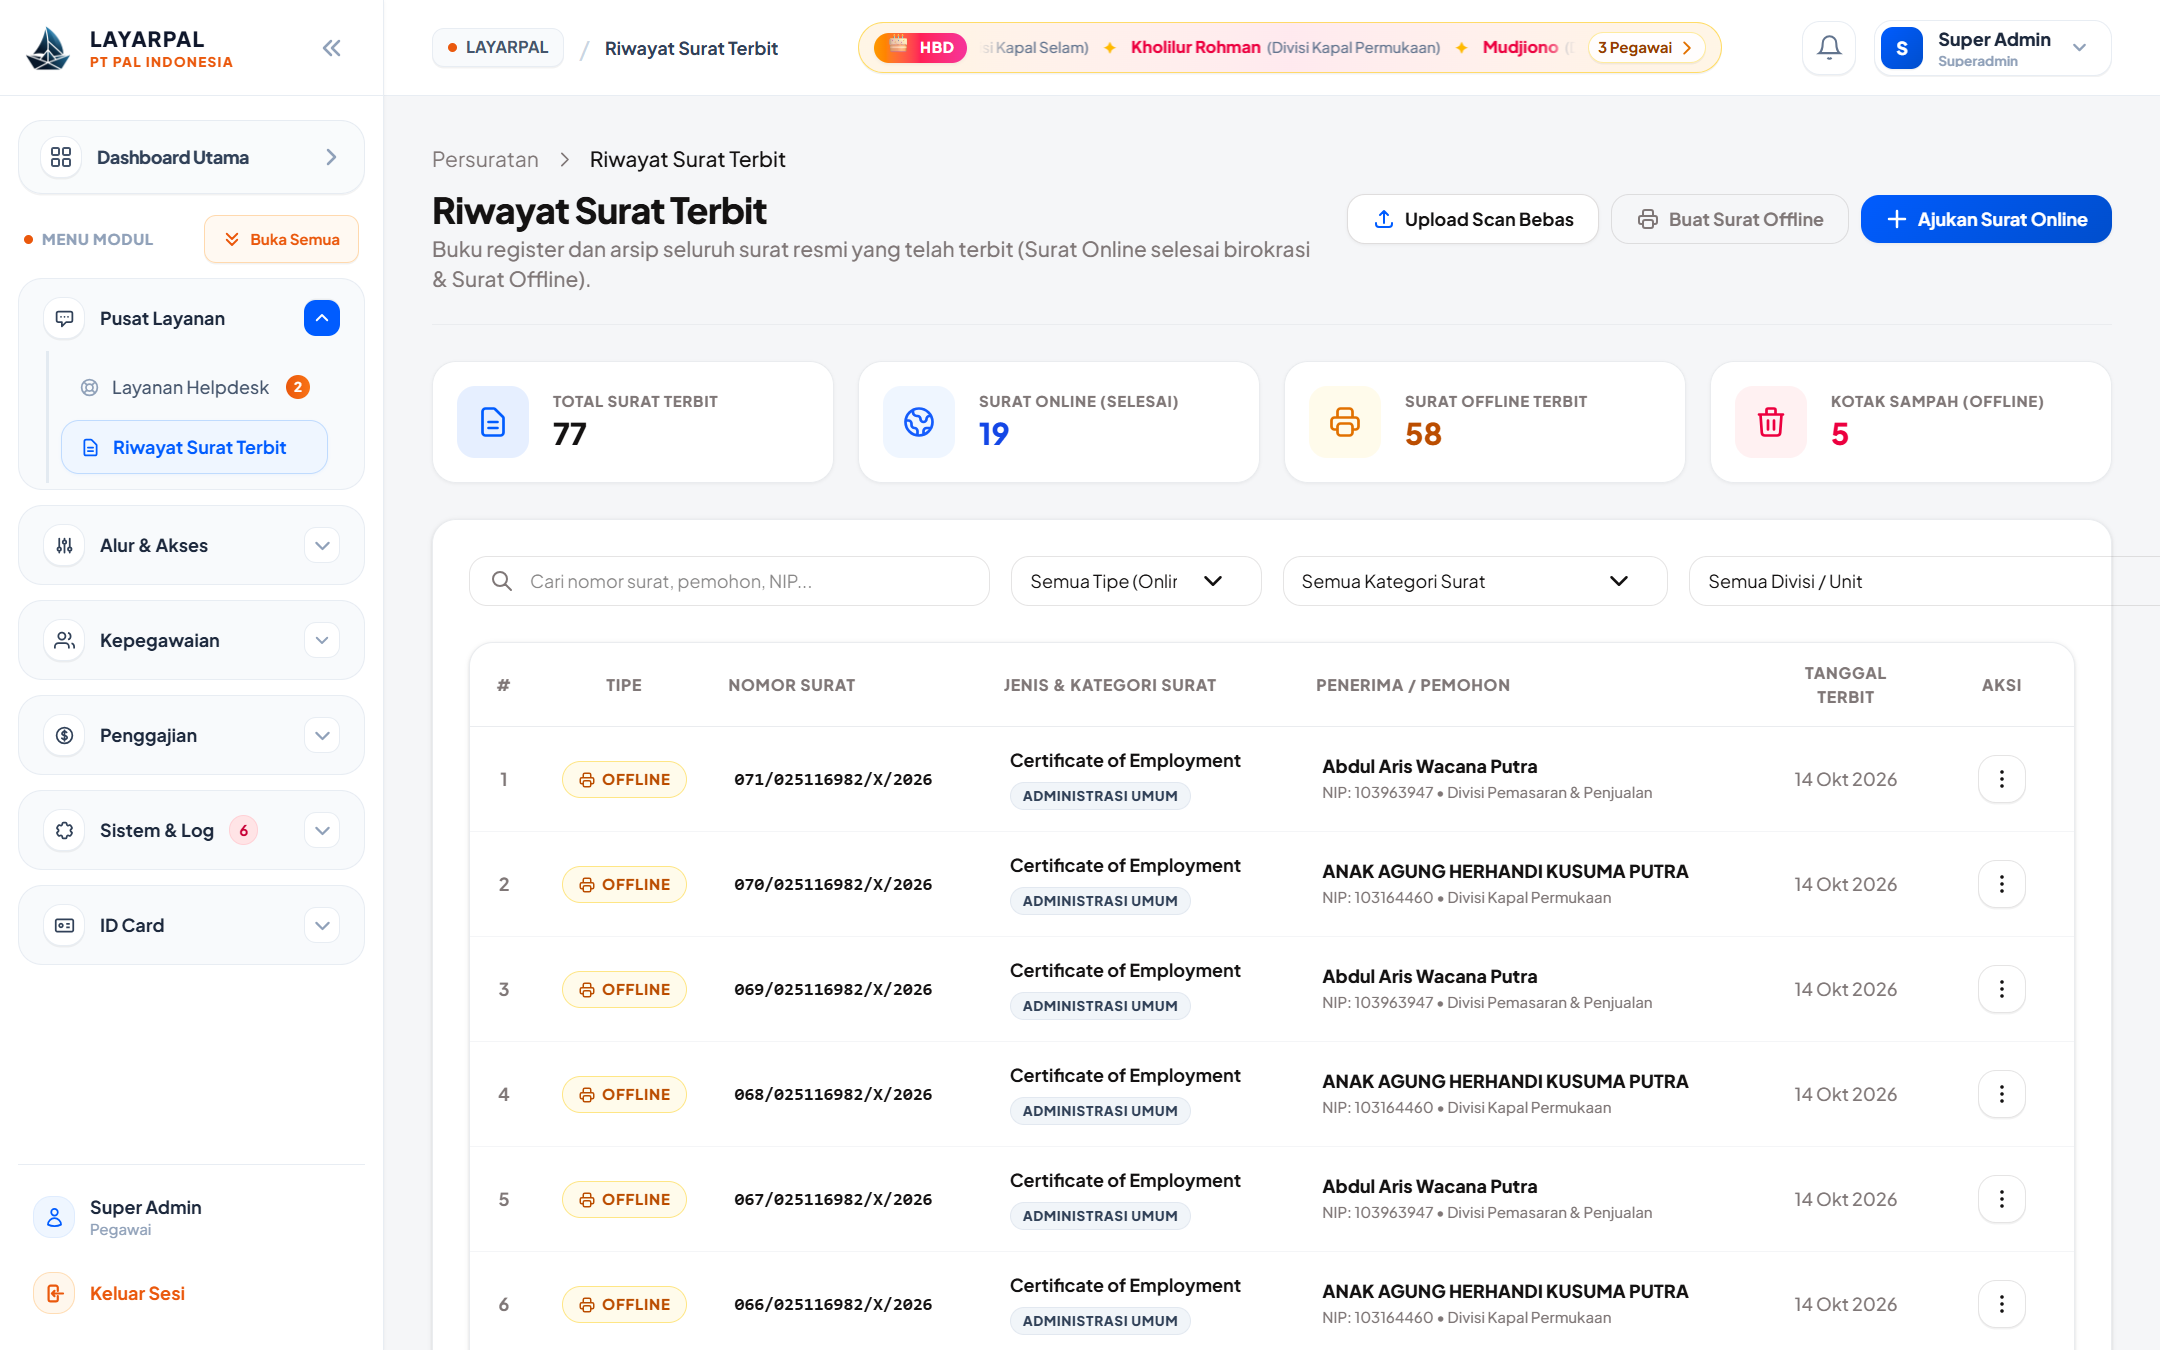 LAYARPAL
PT PAL INDONESIA
Dashboard Utama
MENU MODUL
Buka Semua
Pusat Layanan
Layanan Helpdesk 2
Riwayat Surat Terbit
Alur & Akses
Kepegawaian
Penggajian
Sistem & Log 6
ID Card
Super Admin
Pegawai
Keluar Sesi
LAYARPAL / Riwayat Surat Terbit
HBD si Kapal Selam) ✦ Kholilur Rohman (Divisi Kapal Permukaan) ✦ Mudjiono 3 Pegawai
S
Super Admin
Superadmin
Persuratan > Riwayat Surat Terbit
Riwayat Surat Terbit
Buku register dan arsip seluruh surat resmi yang telah terbit (Surat Online selesai birokrasi
& Surat Offline).
Upload Scan Bebas
Buat Surat Offline
+ Ajukan Surat Online
TOTAL SURAT TERBIT
77
SURAT ONLINE (SELESAI)
19
SURAT OFFLINE TERBIT
58
KOTAK SAMPAH (OFFLINE)
5
Cari nomor surat, pemohon, NIP...
Semua Tipe (Onlir
Semua Kategori Surat
Semua Divisi / Unit
# TIPE NOMOR SURAT JENIS & KATEGORI SURAT PENERIMA / PEMOHON TANGGAL TERBIT AKSI
1 OFFLINE 071/025116982/X/2026 Certificate of Employment Abdul Aris Wacana Putra 14 Okt 2026
ADMINISTRASI UMUM NIP: 103963947 • Divisi Pemasaran & Penjualan
2 OFFLINE 070/025116982/X/2026 Certificate of Employment ANAK AGUNG HERHANDI KUSUMA PUTRA 14 Okt 2026
ADMINISTRASI UMUM NIP: 103164460 • Divisi Kapal Permukaan
3 OFFLINE 069/025116982/X/2026 Certificate of Employment Abdul Aris Wacana Putra 14 Okt 2026
ADMINISTRASI UMUM NIP: 103963947 • Divisi Pemasaran & Penjualan
4 OFFLINE 068/025116982/X/2026 Certificate of Employment ANAK AGUNG HERHANDI KUSUMA PUTRA 14 Okt 2026
ADMINISTRASI UMUM NIP: 103164460 • Divisi Kapal Permukaan
5 OFFLINE 067/025116982/X/2026 Certificate of Employment Abdul Aris Wacana Putra 14 Okt 2026
ADMINISTRASI UMUM NIP: 103963947 • Divisi Pemasaran & Penjualan
6 OFFLINE 066/025116982/X/2026 Certificate of Employment ANAK AGUNG HERHANDI KUSUMA PUTRA 14 Okt 2026
ADMINISTRASI UMUM NIP: 103164460 • Divisi Kapal Permukaan